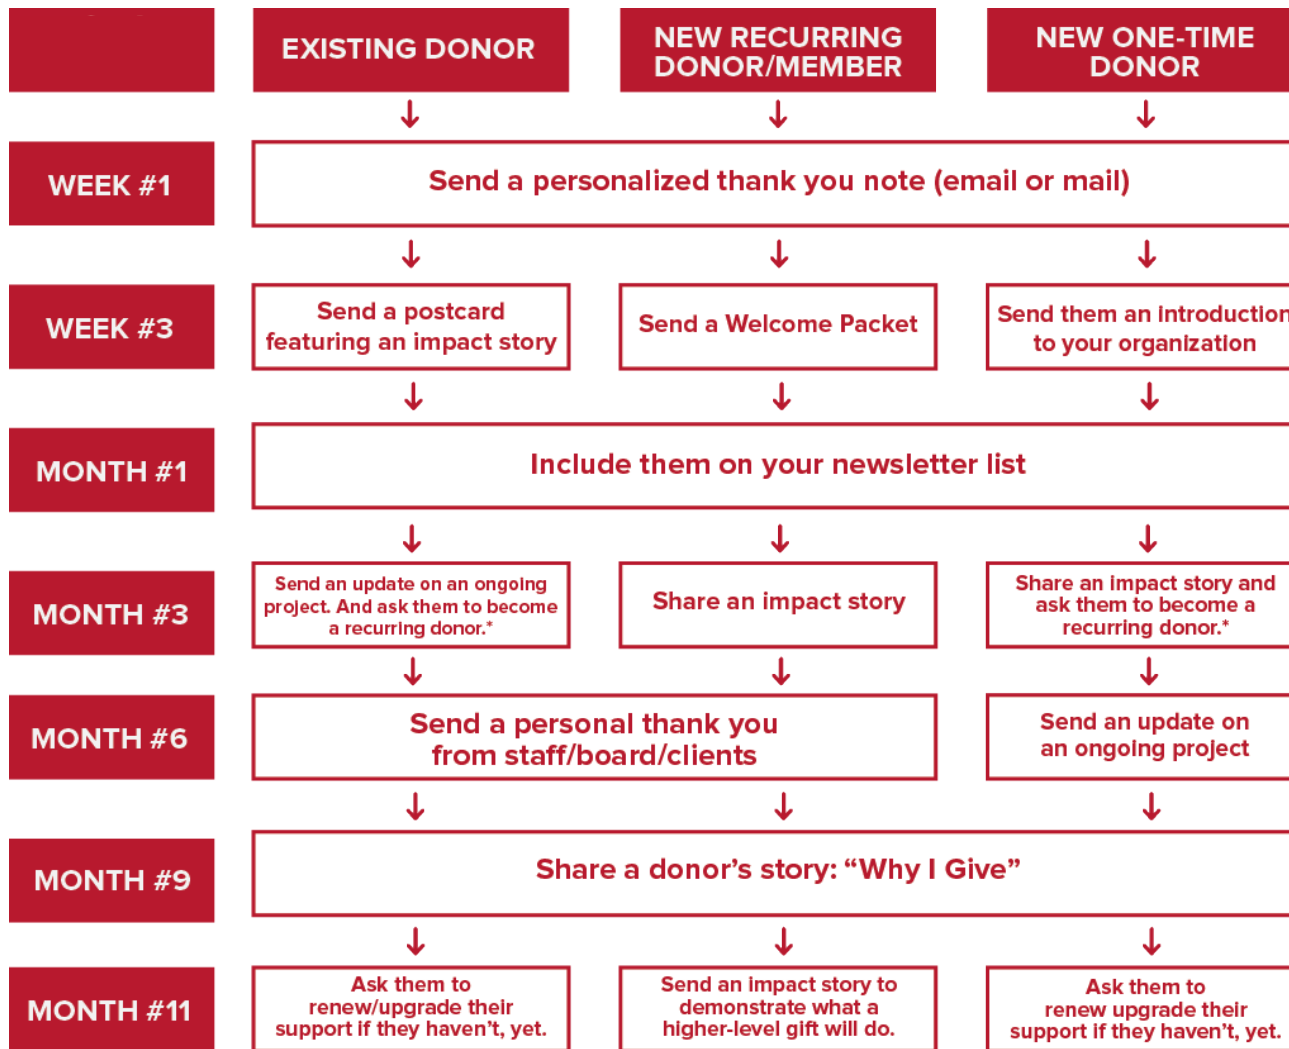 EXISTING DONOR
NEW RECURRING
DONOR/MEMBER
NEW ONE-TIME
DONOR
WEEK #1
Send a personalized thank you note (email or mail)
WEEK #3
Send a postcard
featuring an impact story
Send a Welcome Packet
Send them an introduction
to your organization
MONTH #1
Include them on your newsletter list
MONTH #3
Send an update on an ongoing
project. And ask them to become
a recurring donor.*
Share an impact story
Share an impact story and
ask them to become a
recurring donor.*
MONTH #6
Send a personal thank you
from staff/board/clients
Send an update on
an ongoing project
MONTH #9
Share a donor’s story: “Why I Give”
MONTH #11
Ask them to
renew/upgrade their
support if they haven’t, yet.
Send an impact story to
demonstrate what a
higher-level gift will do.
Ask them to
renew upgrade their
support if they haven’t, yet.